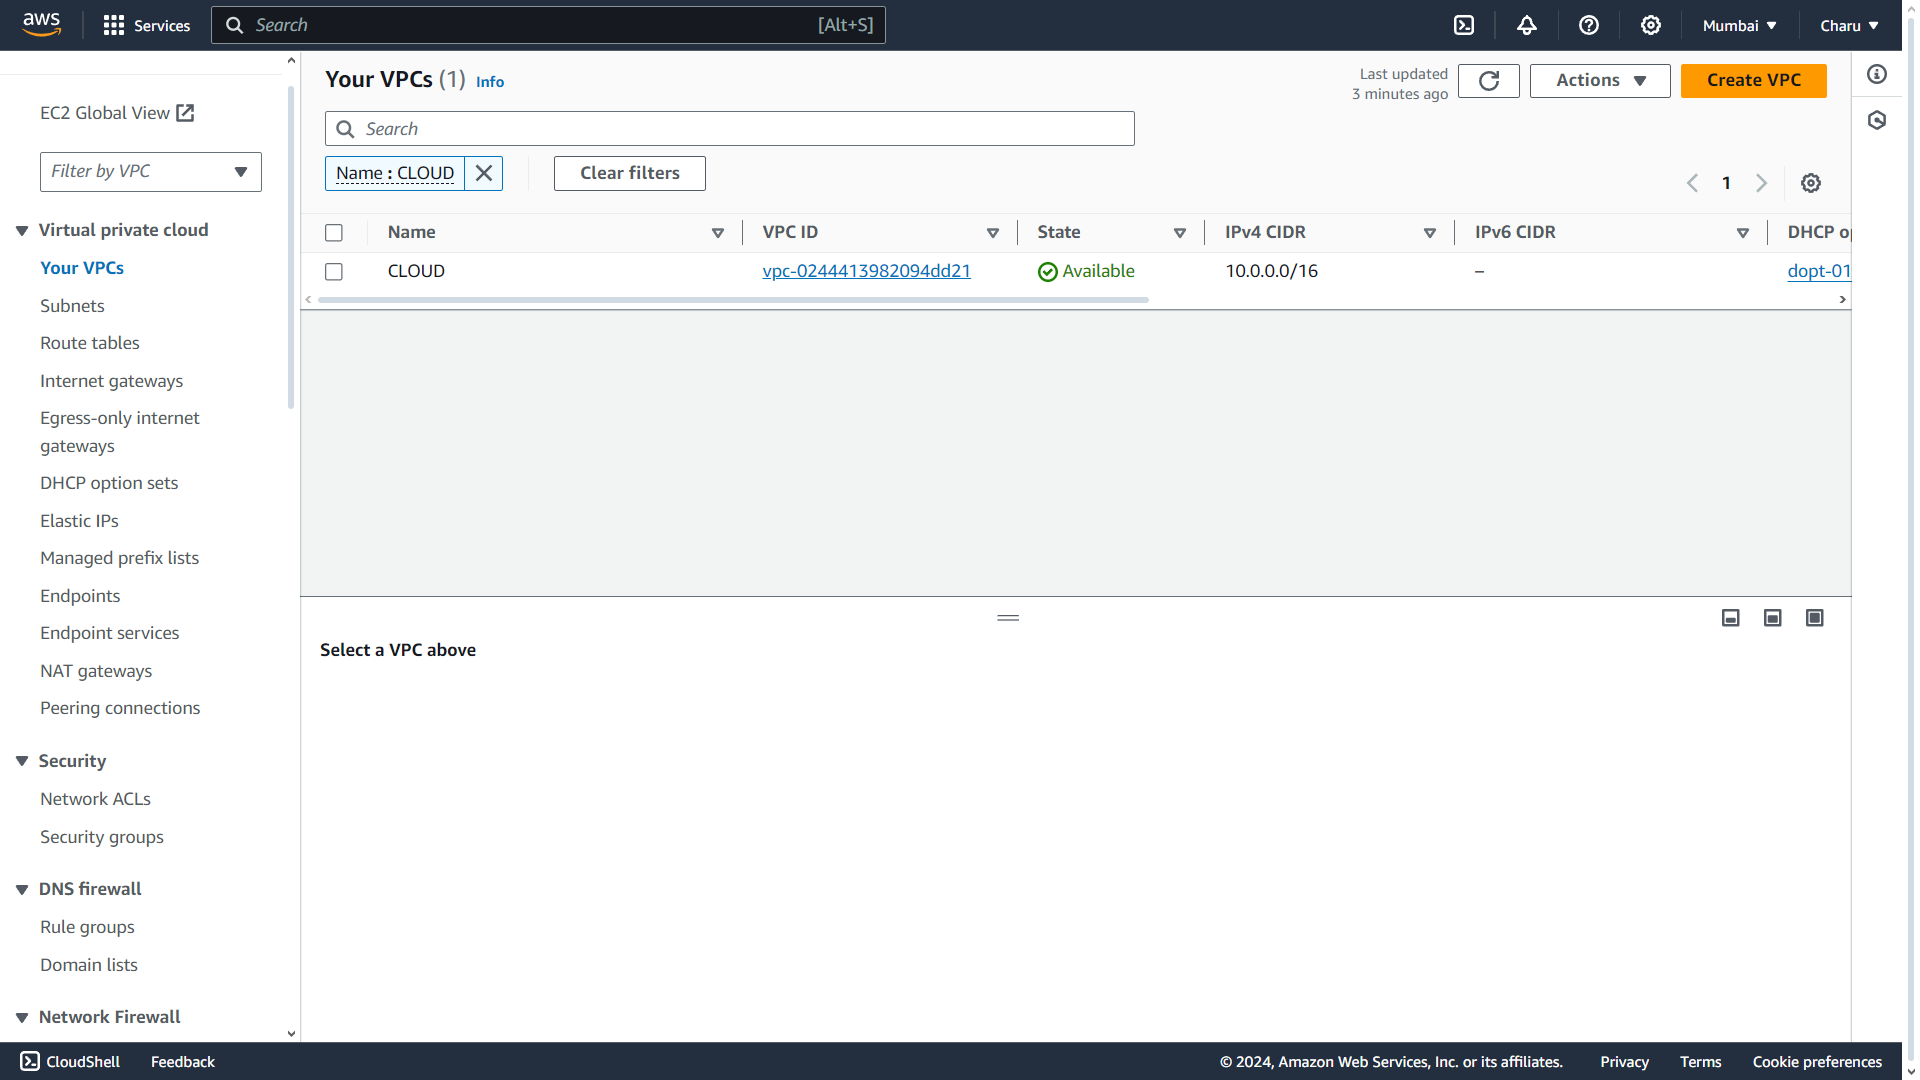 aws
Services
Search
[Alt+S]
Mumbai
Charu
EC2 Global View
Filter by VPC
Virtual private cloud
Your VPCs
Subnets
Route tables
Internet gateways
Egress-only internet
gateways
DHCP option sets
Elastic IPs
Managed prefix lists
Endpoints
Endpoint services
NAT gateways
Peering connections
Security
Network ACLs
Security groups
DNS firewall
Rule groups
Domain lists
Network Firewall
Your VPCs (1) Info
Last updated
3 minutes ago
Actions
Create VPC
Search
Name : CLOUD
Clear filters
1
Name VPC ID State IPv4 CIDR IPv6 CIDR DHCP op
CLOUD vpc-0244413982094dd21 Available 10.0.0.0/16 – dopt-01
Select a VPC above
CloudShell Feedback
© 2024, Amazon Web Services, Inc. or its affiliates. Privacy Terms Cookie preferences